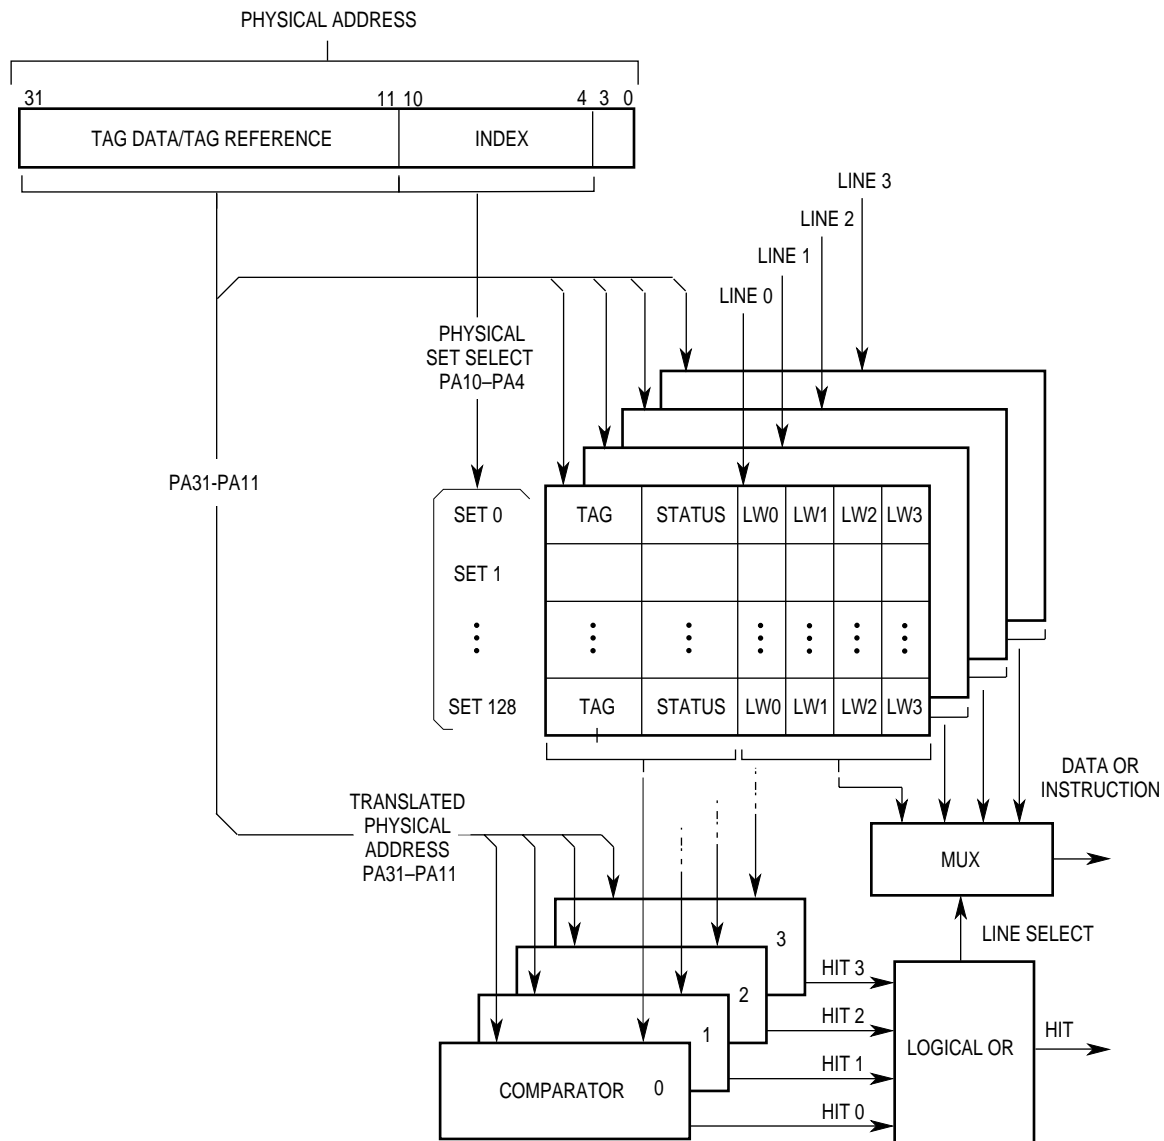 PHYSICAL ADDRESS
31 11 10 4 3 0
TAG DATA/TAG REFERENCE INDEX
LINE 3
LINE 2
LINE 1
LINE 0
PHYSICAL
SET SELECT
PA10–PA4
PA31-PA11
SET 0 TAG STATUS LW0 LW1 LW2 LW3
SET 1
SET 128 TAG STATUS LW0 LW1 LW2 LW3
DATA OR
INSTRUCTION
TRANSLATED
PHYSICAL
ADDRESS
PA31–PA11
MUX
LINE SELECT
3
2
1
COMPARATOR 0
HIT 3
HIT 2
HIT 1
HIT 0
LOGICAL OR
HIT